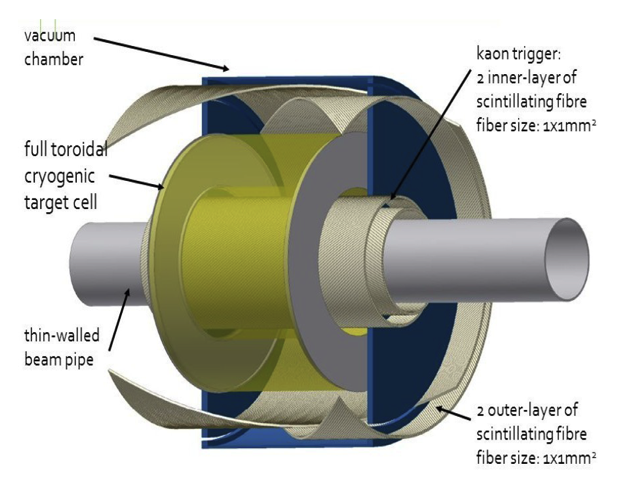 vacuum
chamber
kaon trigger:
2 inner-layer of
scintillating fibre
fiber size: 1x1mm²
full toroidal
cryogenic
target cell
thin-walled
beam pipe
2 outer-layer of
scintillating fibre
fiber size: 1x1mm²